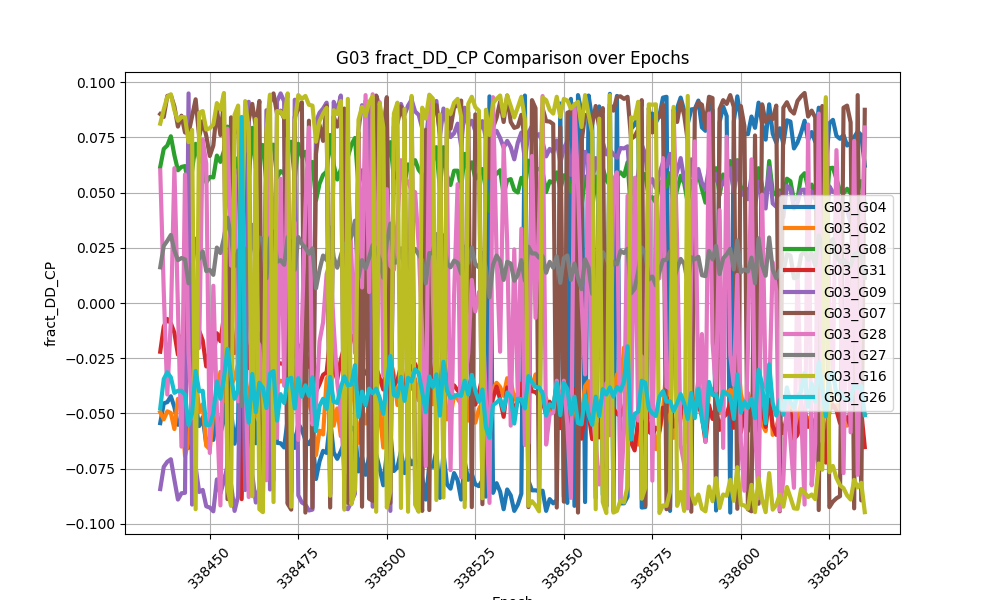 G03 fract_DD_CP Comparison over Epochs
fract_DD_CP
0.100
0.075
0.050
0.025
0.000
−0.025
−0.050
−0.075
−0.100
338450
338475
338500
338525
338550
338575
338600
338625
Epoch
G03_G04
G03_G02
G03_G08
G03_G31
G03_G09
G03_G07
G03_G28
G03_G27
G03_G16
G03_G26